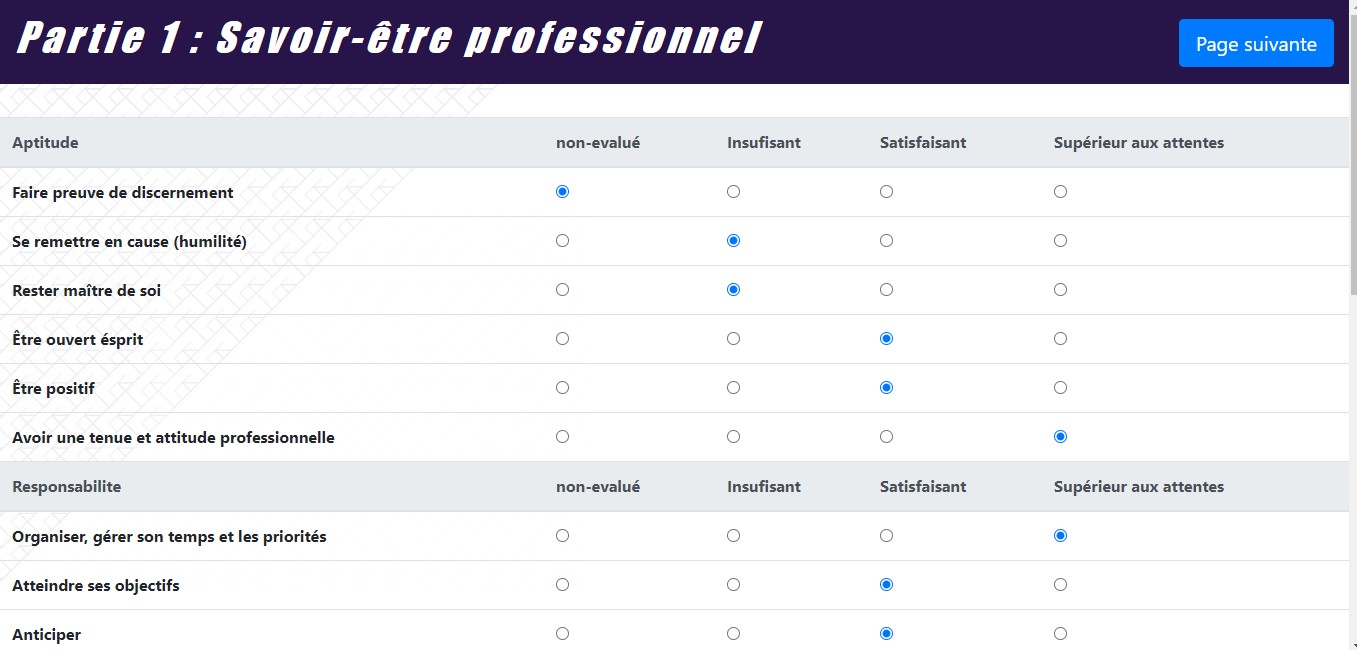 Partie 1 : Savoir-être professionnel
Page suivante
Aptitude non-evalué Insufisant Satisfaisant Supérieur aux attentes
Faire preuve de discernement
Se remettre en cause (humilité)
Rester maître de soi
Être ouvert ésprit
Être positif
Avoir une tenue et attitude professionnelle
Responsabilite non-evalué Insufisant Satisfaisant Supérieur aux attentes
Organiser, gérer son temps et les priorités
Atteindre ses objectifs
Anticiper